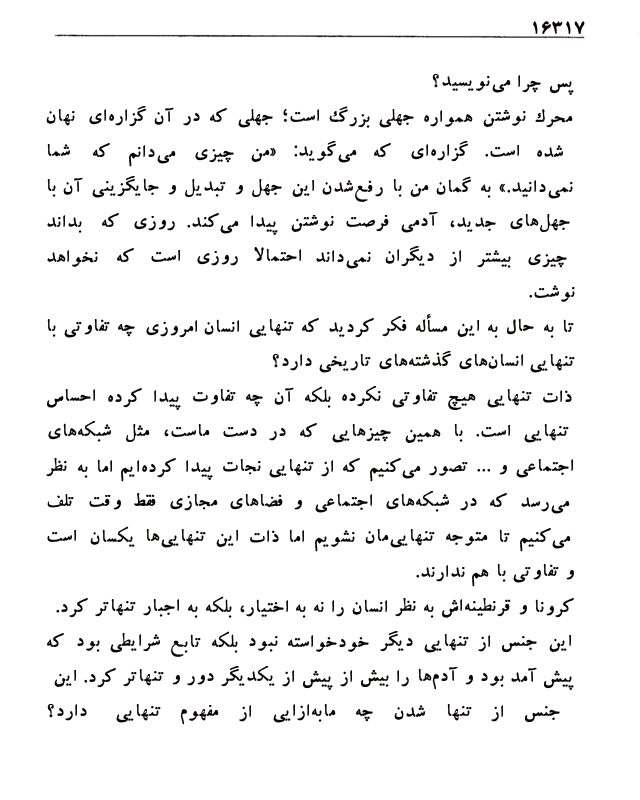 ۱۶۳۱۷
پس چرا می‌نویسید؟
محرك نوشتن همواره جهلی بزرگ است؛ جهلی که در آن گزاره‌ای نهان
شده است. گزاره‌ای که می‌گوید: «من چیزی می‌دانم که شما
نمی‌دانید.» به گمان من با رفع‌شدن این جهل و تبدیل و جایگزینی آن با
جهل‌های جدید، آدمی فرصت نوشتن پیدا می‌کند. روزی که بداند
چیزی بیشتر از دیگران نمی‌داند احتمالا روزی است که نخواهد
نوشت.
تا به حال به این مسأله فکر کردید که تنهایی انسان امروزی چه تفاوتی با
تنهایی انسان‌های گذشته‌های تاریخی دارد؟
ذات تنهایی هیچ تفاوتی نکرده بلکه آن چه تفاوت پیدا کرده احساس
تنهایی است. با همین چیزهایی که در دست ماست، مثل شبکه‌های
اجتماعی و ... تصور می‌کنیم که از تنهایی نجات پیدا کرده‌ایم اما به نظر
می‌رسد که در شبکه‌های اجتماعی و فضاهای مجازی فقط وقت تلف
می‌کنیم تا متوجه تنهایی‌مان نشویم اما ذات این تنهایی‌ها یکسان است
و تفاوتی با هم ندارند.
کرونا و قرنطینه‌اش به نظر انسان را نه به اختیار، بلکه به اجبار تنهاتر کرد.
این جنس از تنهایی دیگر خودخواسته نبود بلکه تابع شرایطی بود که
پیش آمد بود و آدم‌ها را بیش از پیش از یکدیگر دور و تنهاتر کرد. این
جنس از تنها شدن چه مابه‌ازایی از مفهوم تنهایی دارد؟